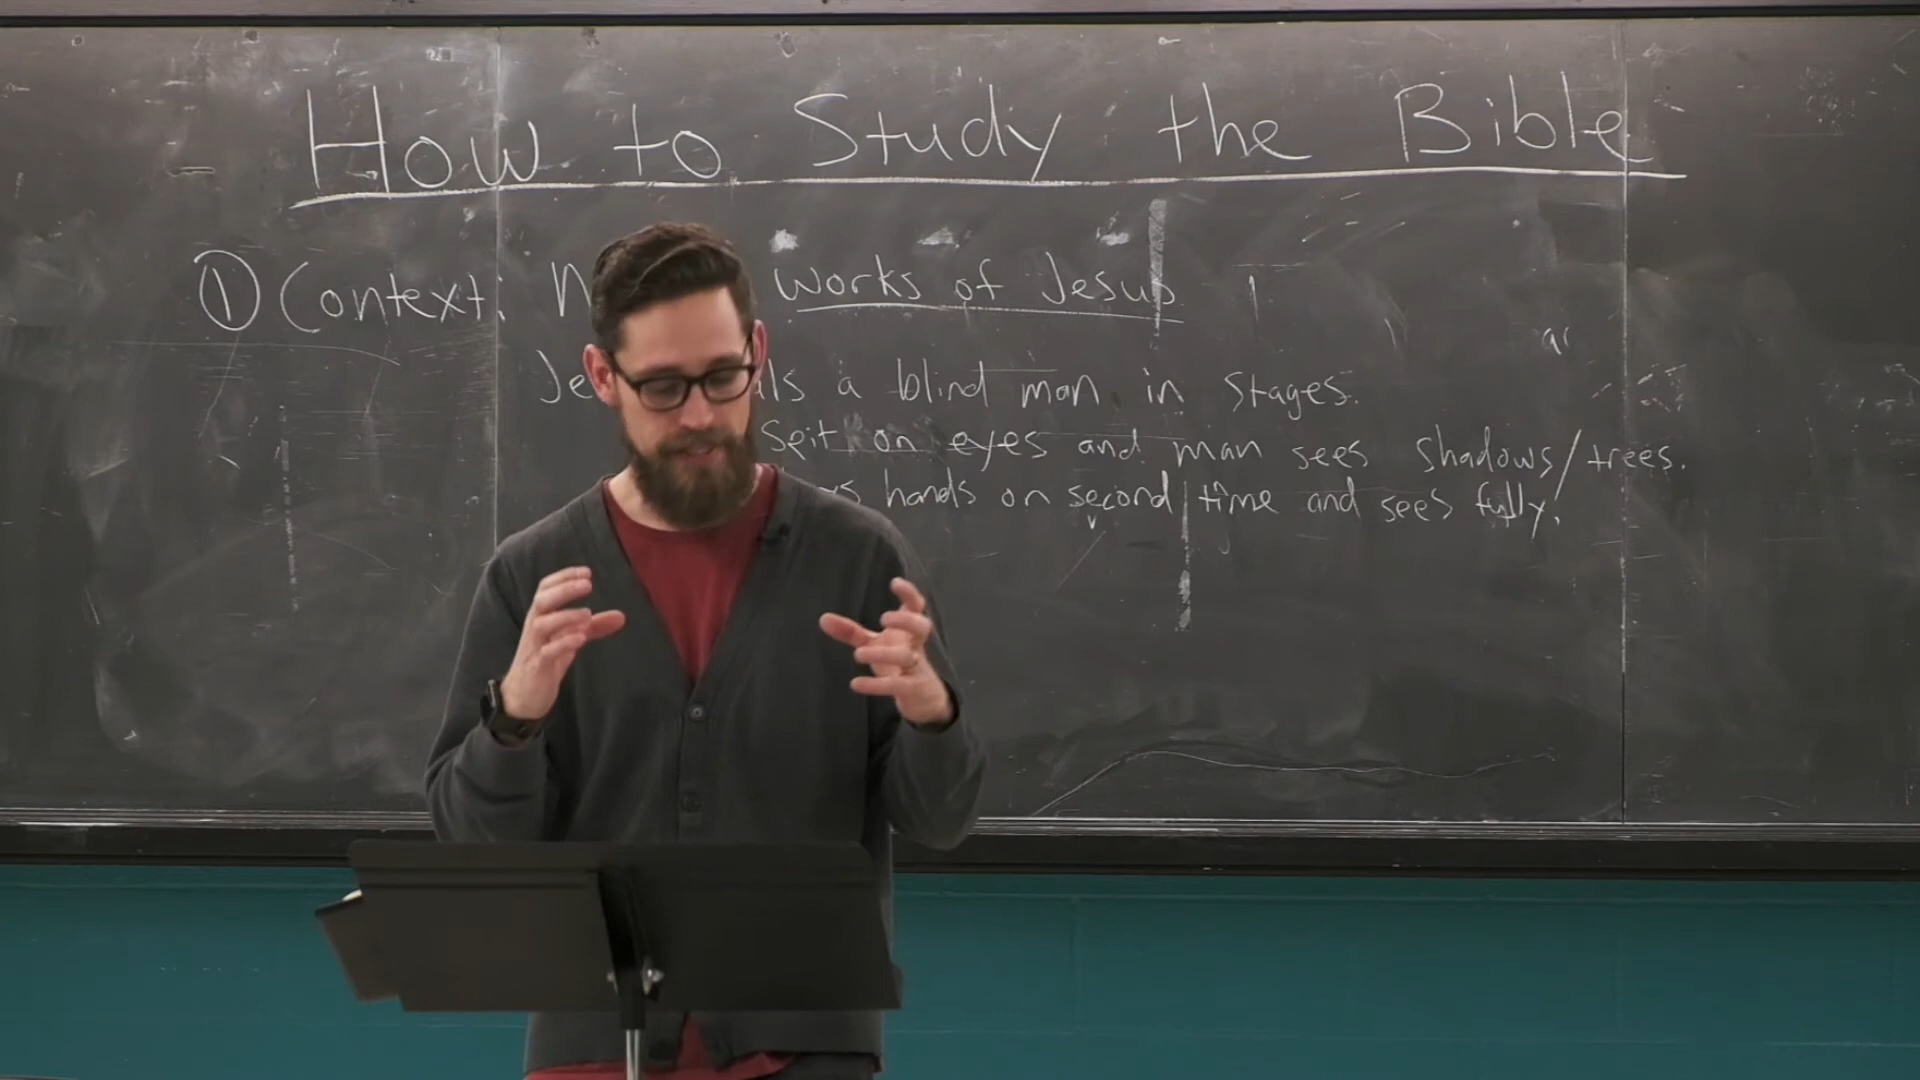 How to Study the Bible
① Context: works of Jesus
a blind man in stages.
Spit on eyes and man sees shadows/trees.
hands on second time and sees fully.